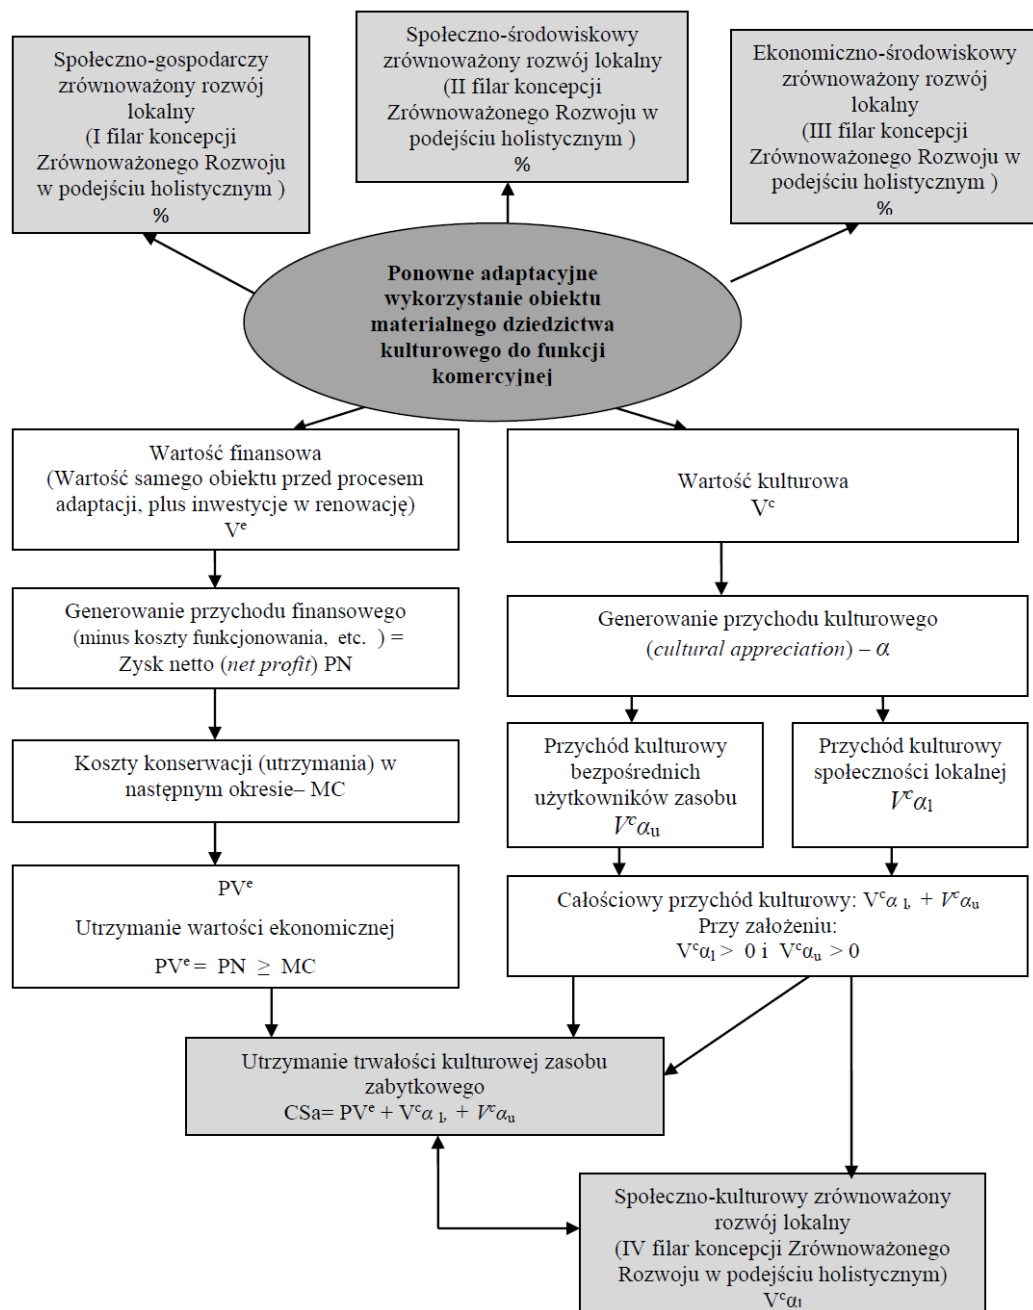 Społeczno-gospodarczy
zrównoważony rozwój
lokalny
(I filar koncepcji
Zrównoważonego Rozwoju
w podejściu holistycznym )
%
Społeczno-środowiskowy
zrównoważony rozwój lokalny
(II filar koncepcji
Zrównoważonego Rozwoju w
podejściu holistycznym )
%
Ekonomiczno-środowiskowy
zrównoważony rozwój
lokalny
(III filar koncepcji
Zrównoważonego Rozwoju w
podejściu holistycznym )
%
Ponowne adaptacyjne
wykorzystanie obiektu
materialnego dziedzictwa
kulturowego do funkcji
komercyjnej
Wartość finansowa
(Wartość samego obiektu przed procesem
adaptacji, plus inwestycje w renowację)
Vᵉ
Wartość kulturowa
Vᶜ
Generowanie przychodu finansowego
(minus koszty funkcjonowania, etc. ) =
Zysk netto (net profit) PN
Generowanie przychodu kulturowego
(cultural appreciation) – α
Koszty konserwacji (utrzymania) w
następnym okresie– MC
Przychód kulturowy
bezpośrednich
użytkowników zasobu
Vᶜαᵤ
Przychód kulturowy
społeczności lokalnej
Vᶜαₗ
PVᵉ
Utrzymanie wartości ekonomicznej
PVᵉ = PN ≥ MC
Całościowy przychód kulturowy: Vᶜα ₗ, + Vᶜαᵤ
Przy założeniu:
Vᶜαₗ > 0 i Vᶜαᵤ > 0
Utrzymanie trwałości kulturowej zasobu
zabytkowego
CSa= PVᵉ + Vᶜα ₗ, + Vᶜαᵤ
Społeczno-kulturowy zrównoważony
rozwój lokalny
(IV filar koncepcji Zrównoważonego
Rozwoju w podejściu holistycznym)
Vᶜαₗ